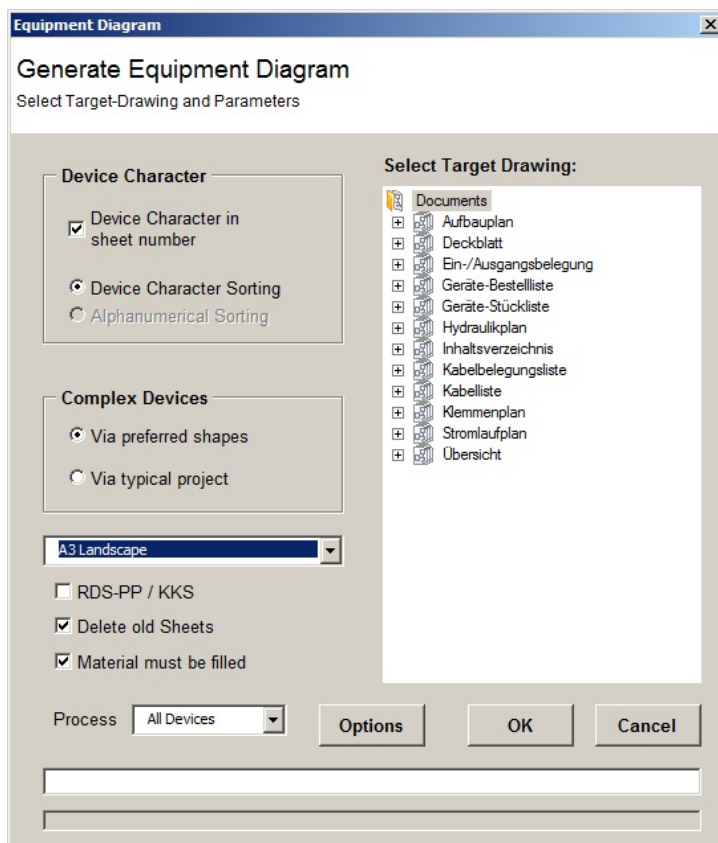 Equipment Diagram
Generate Equipment Diagram
Select Target-Drawing and Parameters
Device Character
Device Character in
sheet number
Device Character Sorting
Alphanumerical Sorting
Complex Devices
Via preferred shapes
Via typical project
A3 Landscape
RDS-PP / KKS
Delete old Sheets
Material must be filled
Select Target Drawing:
Documents
Aufbauplan
Deckblatt
Ein-/Ausgangsbelegung
Geräte-Bestellliste
Geräte-Stückliste
Hydraulikplan
Inhaltsverzeichnis
Kabelbelegungsliste
Kabelliste
Klemmenplan
Stromlaufplan
Übersicht
Process All Devices Options OK Cancel